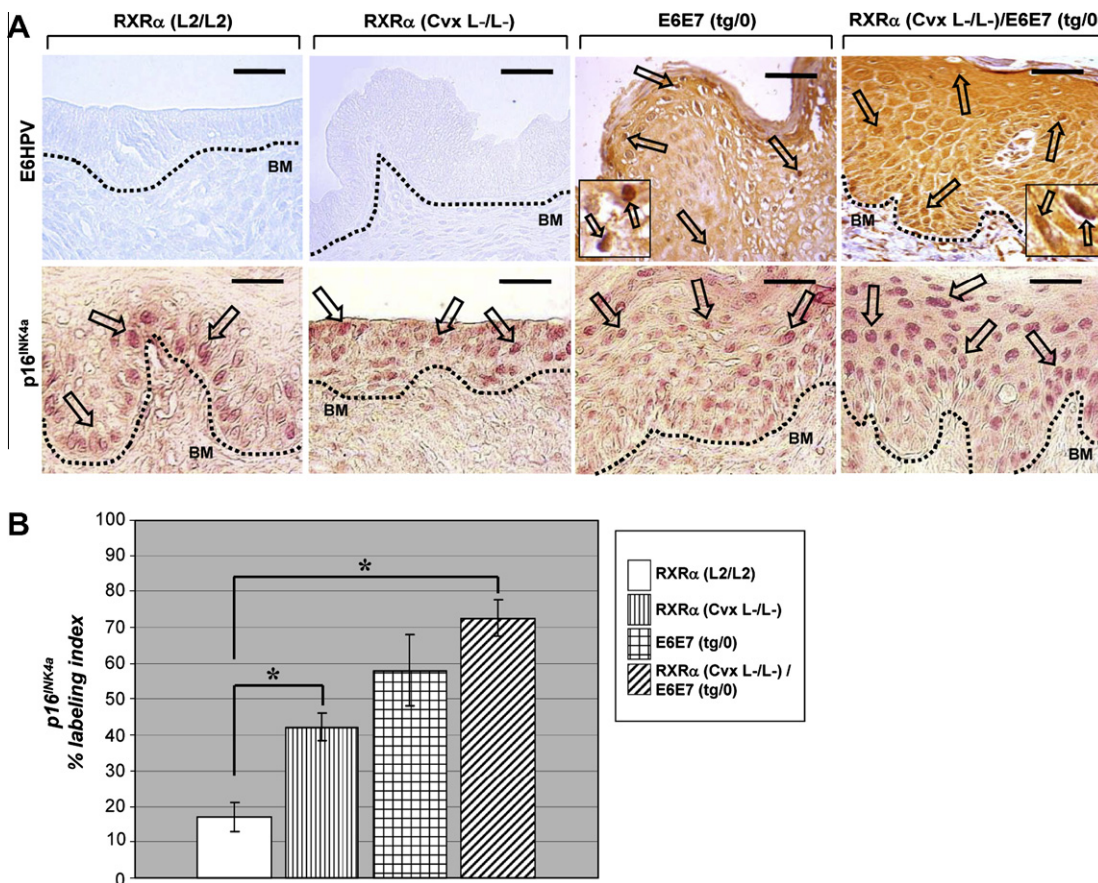 A
RXRα (L2/L2)
RXRα (Cvx L-/L-)
E6E7 (tg/0)
RXRα (Cvx L-/L-)/E6E7 (tg/0
E6HPV
BM
BM
BM
p16INK4a
BM
BM
BM
BM
B
p16INK4a
% labeling index
100
90
80
70
60
50
40
30
20
10
0
*
*
RXRα (L2/L2)
RXRα (Cvx L-/L-)
E6E7 (tg/0)
RXRα (Cvx L-/L-) /
E6E7 (tg/0)